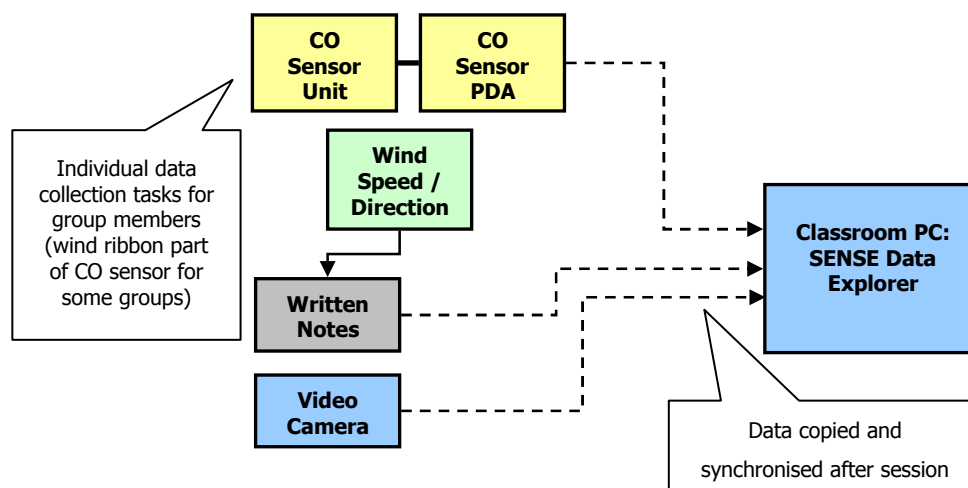 CO
Sensor
Unit
CO
Sensor
PDA
Individual data
collection tasks for
group members
(wind ribbon part
of CO sensor for
some groups)
Wind
Speed /
Direction
Written
Notes
Video
Camera
Classroom PC:
SENSE Data
Explorer
Data copied and
synchronised after session